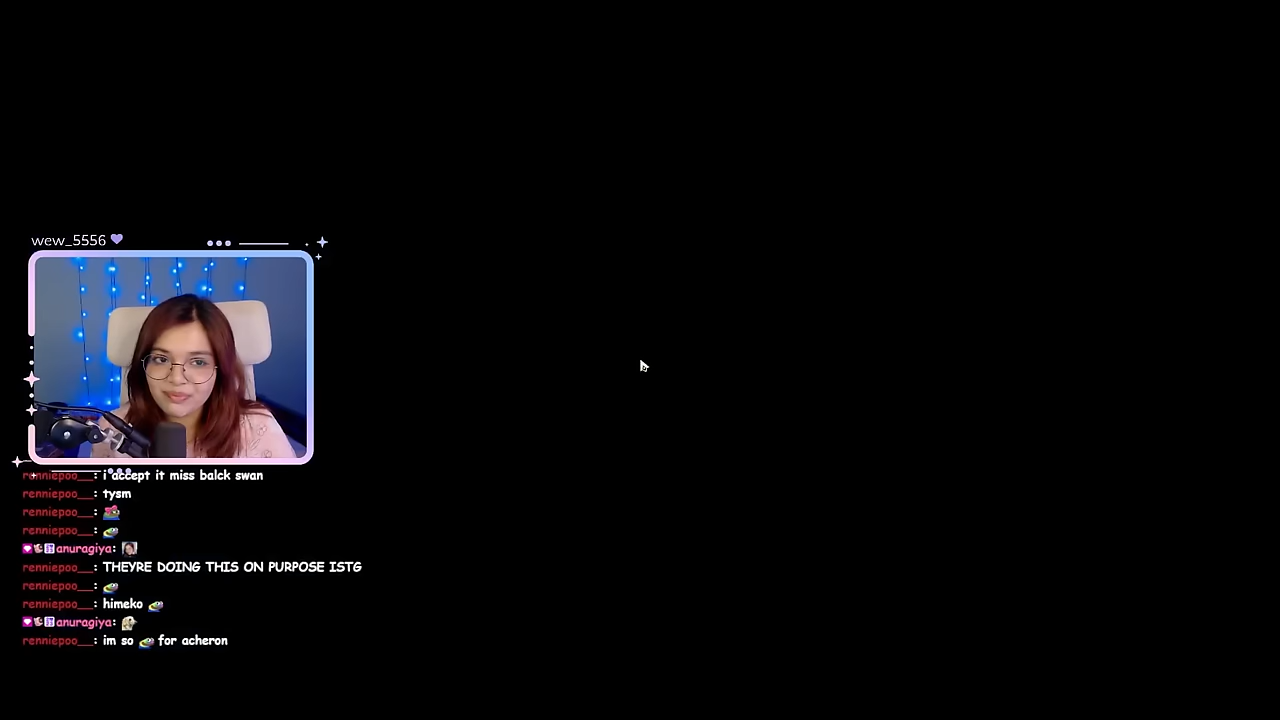 wew_5556
renniepoo__: i accept it miss balck swan
renniepoo__: tysm
renniepoo__:
renniepoo__:
anuragiya:
renniepoo__: THEYRE DOING THIS ON PURPOSE ISTG
renniepoo__:
renniepoo__: himeko
anuragiya:
renniepoo__: im so for acheron